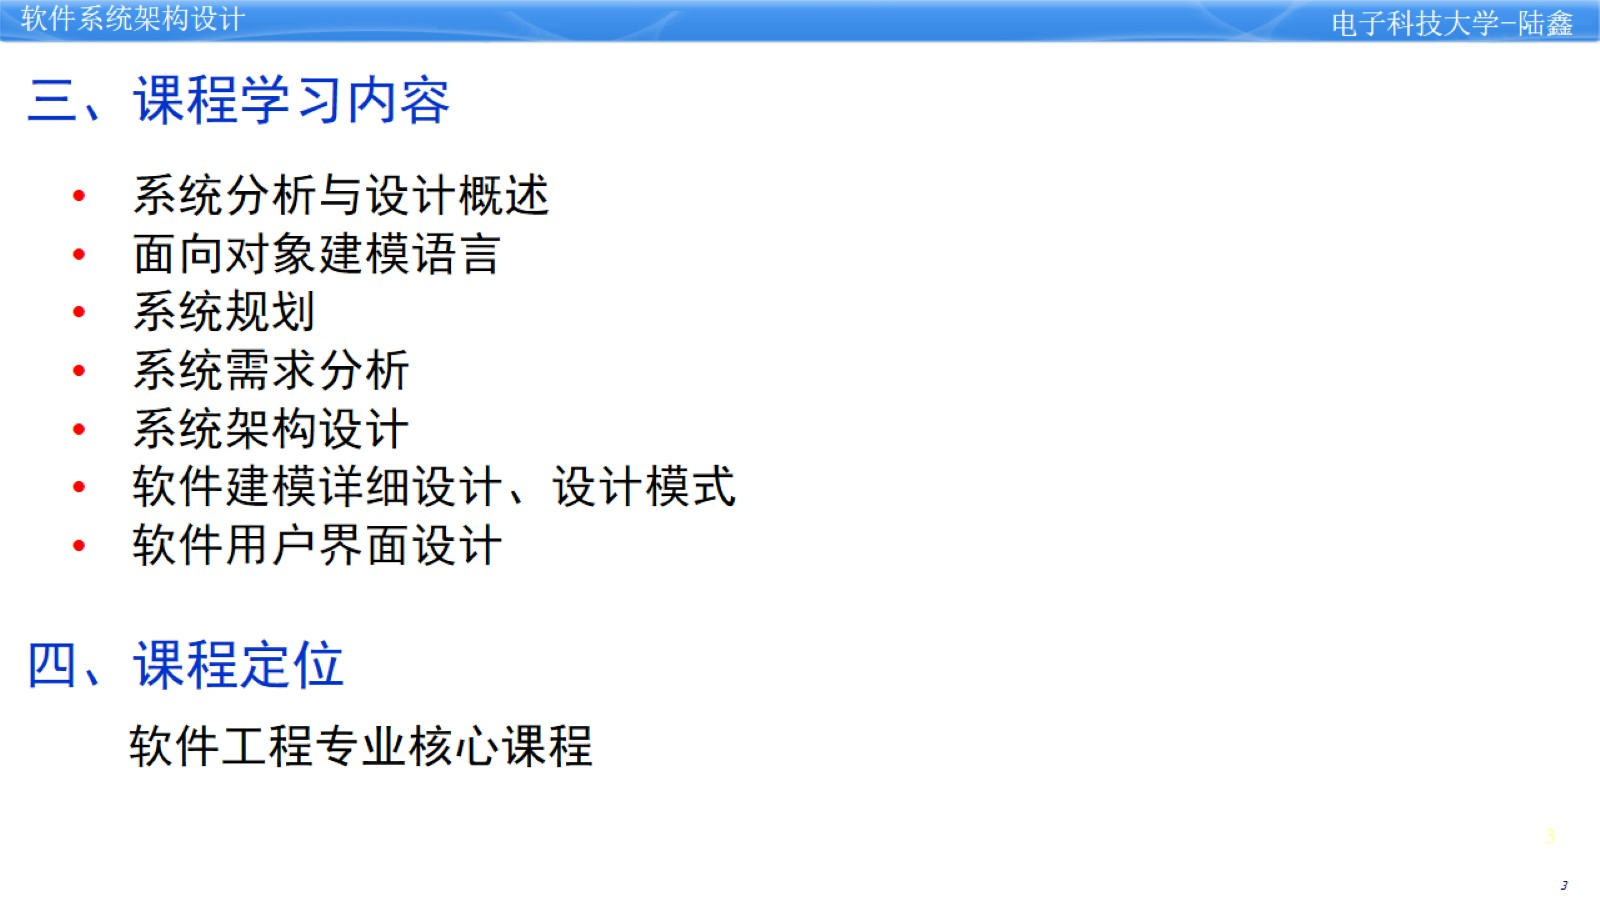 软件系统架构设计
电子科技大学-陆鑫
三、课程学习内容
• 系统分析与设计概述
• 面向对象建模语言
• 系统规划
• 系统需求分析
• 系统架构设计
• 软件建模详细设计、设计模式
• 软件用户界面设计
四、课程定位
软件工程专业核心课程
3
3